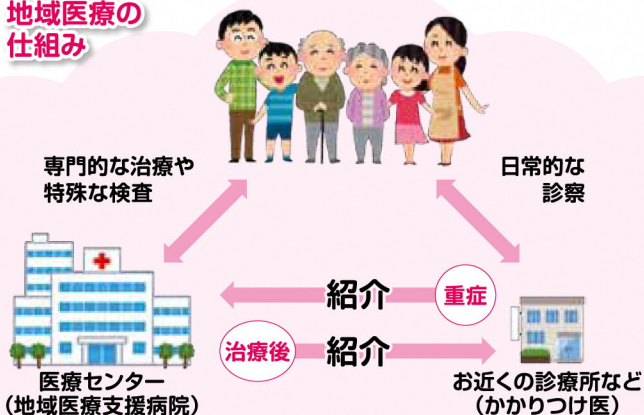 地域医療の
仕組み
専門的な治療や
特殊な検査
日常的な
診察
紹介
重症
治療後
紹介
医療センター
（地域医療支援病院）
お近くの診療所など
（かかりつけ医）